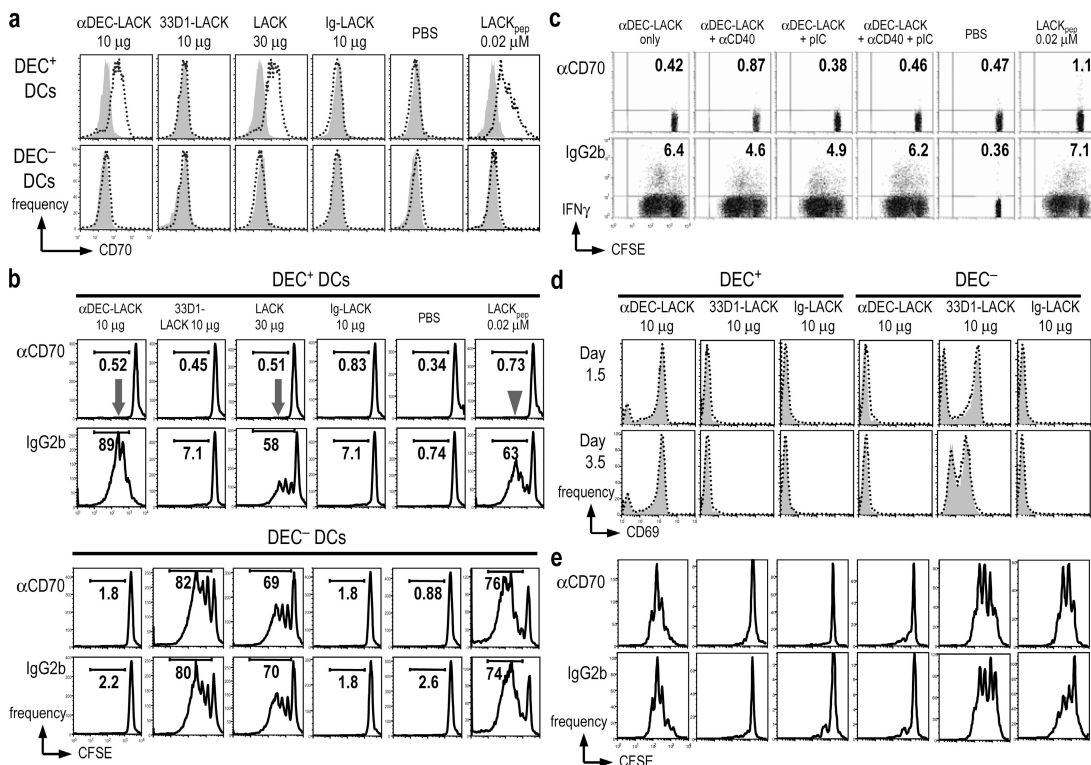 a
αDEC-LACK 33D1-LACK LACK Ig-LACK PBS LACKpep
10 µg 10 µg 30 µg 10 µg 0.02 µM
DEC+
DCs
DEC–
DCs
frequency
CD70
b
DEC+ DCs
αDEC-LACK 33D1- LACK Ig-LACK PBS LACKpep
10 µg LACK 10 µg 30 µg 10 µg 0.02 µM
αCD70
0.52 0.45 0.51 0.83 0.34 0.73
IgG2b
89 7.1 58 7.1 0.74 63
DEC– DCs
αCD70
1.8 82 69 1.8 0.88 76
IgG2b
2.2 80 70 1.8 2.6 74
frequency
CFSE
c
αDEC-LACK αDEC-LACK αDEC-LACK αDEC-LACK PBS LACKpep
only + αCD40 + pIC + αCD40 + pIC 0.02 µM
αCD70
0.42 0.87 0.38 0.46 0.47 1.1
IgG2b
6.4 4.6 4.9 6.2 0.36 7.1
IFNγ
CFSE
d
DEC+ DEC–
αDEC-LACK 33D1-LACK Ig-LACK αDEC-LACK 33D1-LACK Ig-LACK
10 µg 10 µg 10 µg 10 µg 10 µg 10 µg
Day
1.5
Day
3.5
frequency
CD69
e
αCD70
IgG2b
frequency
CFSE